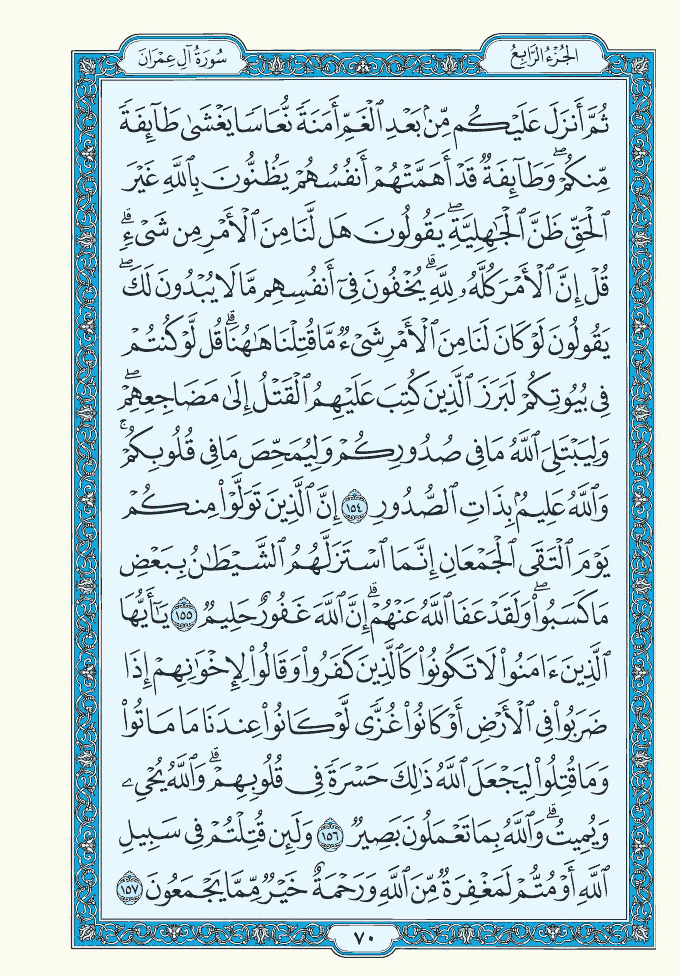 الجُزْءُ الرَّابِعُ
سُورَةُ آلِ عِمْرَانَ
ثُمَّ أَنزَلَ عَلَيْكُم مِّنۢ بَعْدِ ٱلْغَمِّ أَمَنَةً نُّعَاسًا يَغْشَىٰ طَآئِفَةً
مِّنكُمْۖ وَطَآئِفَةٌ قَدْ أَهَمَّتْهُمْ أَنفُسُهُمْ يَظُنُّونَ بِٱللَّهِ غَيْرَ
ٱلْحَقِّ ظَنَّ ٱلْجَٰهِلِيَّةِۖ يَقُولُونَ هَل لَّنَا مِنَ ٱلْأَمْرِ مِن شَىْءٍۗ
قُلْ إِنَّ ٱلْأَمْرَ كُلَّهُۥ لِلَّهِۗ يُخْفُونَ فِىٓ أَنفُسِهِم مَّا لَا يُبْدُونَ لَكَۖ
يَقُولُونَ لَوْ كَانَ لَنَا مِنَ ٱلْأَمْرِ شَىْءٌ مَّا قُتِلْنَا هَٰهُنَاۗ قُل لَّوْ كُنتُمْ
فِى بُيُوتِكُمْ لَبَرَزَ ٱلَّذِينَ كُتِبَ عَلَيْهِمُ ٱلْقَتْلُ إِلَىٰ مَضَاجِعِهِمْۖ
وَلِيَبْتَلِىَ ٱللَّهُ مَا فِى صُدُورِكُمْ وَلِيُمَحِّصَ مَا فِى قُلُوبِكُمْۚ
وَٱللَّهُ عَلِيمٌۢ بِذَاتِ ٱلصُّدُورِ ١٥٤ إِنَّ ٱلَّذِينَ تَوَلَّوْا۟ مِنكُمْ
يَوْمَ ٱلْتَقَى ٱلْجَمْعَانِ إِنَّمَا ٱسْتَزَلَّهُمُ ٱلشَّيْطَٰنُ بِبَعْضِ
مَا كَسَبُوا۟ۖ وَلَقَدْ عَفَا ٱللَّهُ عَنْهُمْۗ إِنَّ ٱللَّهَ غَفُورٌ حَلِيمٌ ١٥٥ يَٰٓأَيُّهَا
ٱلَّذِينَ ءَامَنُوا۟ لَا تَكُونُوا۟ كَٱلَّذِينَ كَفَرُوا۟ وَقَالُوا۟ لِإِخْوَٰنِهِمْ إِذَا
ضَرَبُوا۟ فِى ٱلْأَرْضِ أَوْ كَانُوا۟ غُزًّى لَّوْ كَانُوا۟ عِندَنَا مَا مَاتُوا۟
وَمَا قُتِلُوا۟ لِيَجْعَلَ ٱللَّهُ ذَٰلِكَ حَسْرَةً فِى قُلُوبِهِمْۗ وَٱللَّهُ يُحْىِۦ
وَيُمِيتُۗ وَٱللَّهُ بِمَا تَعْمَلُونَ بَصِيرٌ ١٥٦ وَلَئِن قُتِلْتُمْ فِى سَبِيلِ
ٱللَّهِ أَوْ مُتُّمْ لَمَغْفِرَةٌ مِّنَ ٱللَّهِ وَرَحْمَةٌ خَيْرٌ مِّمَّا يَجْمَعُونَ ١٥٧
٧٠